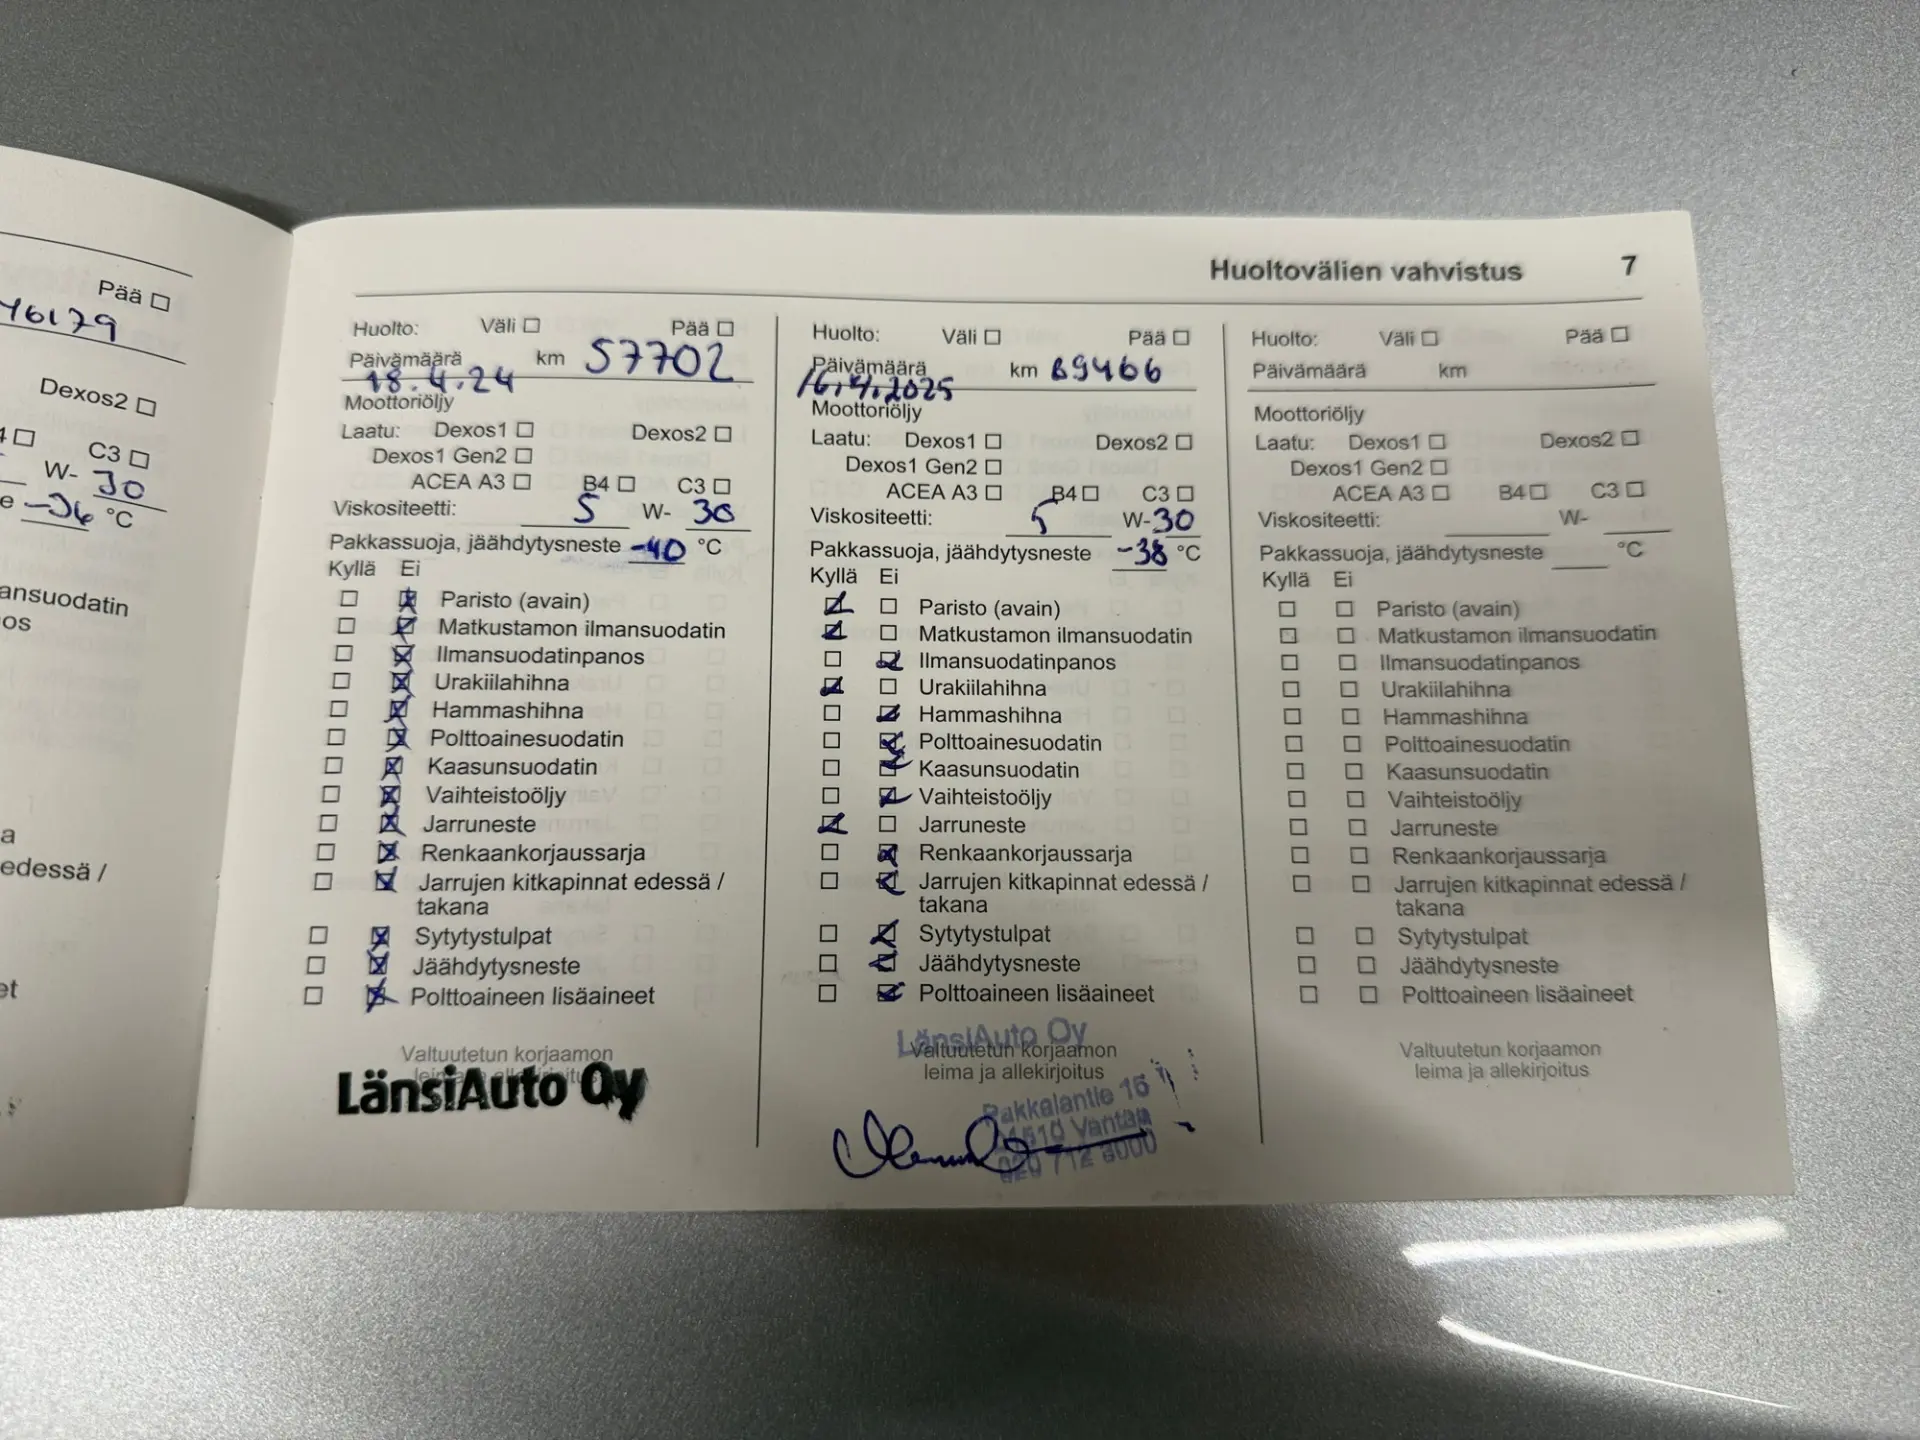 Pää ☐
46179
Dexos2 ☐
4 ☐ C3 ☐
W- 30
e -36 °C
ansuodatin
os
a
edessä /
et
Huoltovälien vahvistus 7
Huolto: Väli ☐ Pää ☐
Päivämäärä km 57702
18.4.24
Moottoriöljy
Laatu: Dexos1 ☐ Dexos2 ☐
Dexos1 Gen2 ☐
ACEA A3 ☐ B4 ☐ C3 ☐
Viskositeetti: 5 W- 30
Pakkassuoja, jäähdytysneste -40 °C
Kyllä Ei
☐ ☒ Paristo (avain)
☐ ☒ Matkustamon ilmansuodatin
☐ ☒ Ilmansuodatinpanos
☐ ☒ Urakiilahihna
☐ ☒ Hammashihna
☐ ☒ Polttoainesuodatin
☐ ☒ Kaasunsuodatin
☐ ☒ Vaihteistoöljy
☐ ☒ Jarruneste
☐ ☒ Renkaankorjaussarja
☐ ☒ Jarrujen kitkapinnat edessä /
takana
☐ ☒ Sytytystulpat
☐ ☒ Jäähdytysneste
☐ ☒ Polttoaineen lisäaineet
Valtuutetun korjaamon
leima ja allekirjoitus
LänsiAuto Oy
Huolto: Väli ☐ Pää ☐
Päivämäärä km 89466
16.4.2025
Moottoriöljy
Laatu: Dexos1 ☐ Dexos2 ☐
Dexos1 Gen2 ☐
ACEA A3 ☐ B4 ☐ C3 ☐
Viskositeetti: 5 W-30
Pakkassuoja, jäähdytysneste -38 °C
Kyllä Ei
☒ ☐ Paristo (avain)
☒ ☐ Matkustamon ilmansuodatin
☐ ☒ Ilmansuodatinpanos
☒ ☐ Urakiilahihna
☐ ☒ Hammashihna
☐ ☒ Polttoainesuodatin
☐ ☒ Kaasunsuodatin
☐ ☒ Vaihteistoöljy
☒ ☐ Jarruneste
☐ ☒ Renkaankorjaussarja
☐ ☒ Jarrujen kitkapinnat edessä /
takana
☐ ☒ Sytytystulpat
☐ ☒ Jäähdytysneste
☐ ☒ Polttoaineen lisäaineet
LänsiAuto Oy
Valtuutetun korjaamon
leima ja allekirjoitus
Pakkalantie 16
01510 Vantaa
020 712 3000
Huolto: Väli ☐ Pää ☐
Päivämäärä km
Moottoriöljy
Laatu: Dexos1 ☐ Dexos2 ☐
Dexos1 Gen2 ☐
ACEA A3 ☐ B4 ☐ C3 ☐
Viskositeetti: W-
Pakkassuoja, jäähdytysneste °C
Kyllä Ei
☐ ☐ Paristo (avain)
☐ ☐ Matkustamon ilmansuodatin
☐ ☐ Ilmansuodatinpanos
☐ ☐ Urakiilahihna
☐ ☐ Hammashihna
☐ ☐ Polttoainesuodatin
☐ ☐ Kaasunsuodatin
☐ ☐ Vaihteistoöljy
☐ ☐ Jarruneste
☐ ☐ Renkaankorjaussarja
☐ ☐ Jarrujen kitkapinnat edessä /
takana
☐ ☐ Sytytystulpat
☐ ☐ Jäähdytysneste
☐ ☐ Polttoaineen lisäaineet
Valtuutetun korjaamon
leima ja allekirjoitus